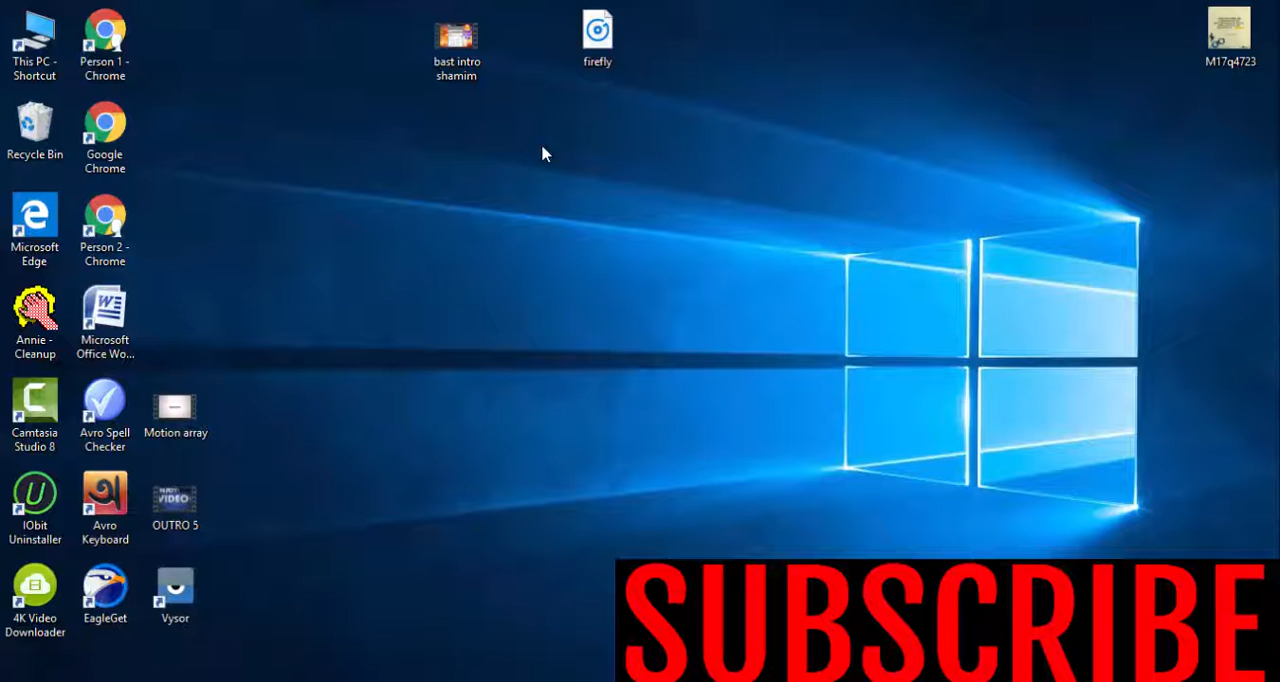 This PC -
Shortcut
Person 1 -
Chrome
bast intro
shamim
firefly
M17q4723
Recycle Bin
Google
Chrome
Microsoft
Edge
Person 2 -
Chrome
Annie -
Cleanup
Microsoft
Office Wo...
Camtasia
Studio 8
Avro Spell
Checker
Motion array
IObit
Uninstaller
Avro
Keyboard
VIDEO
OUTRO 5
4K Video
Downloader
EagleGet
Vysor
SUBSCRIBE